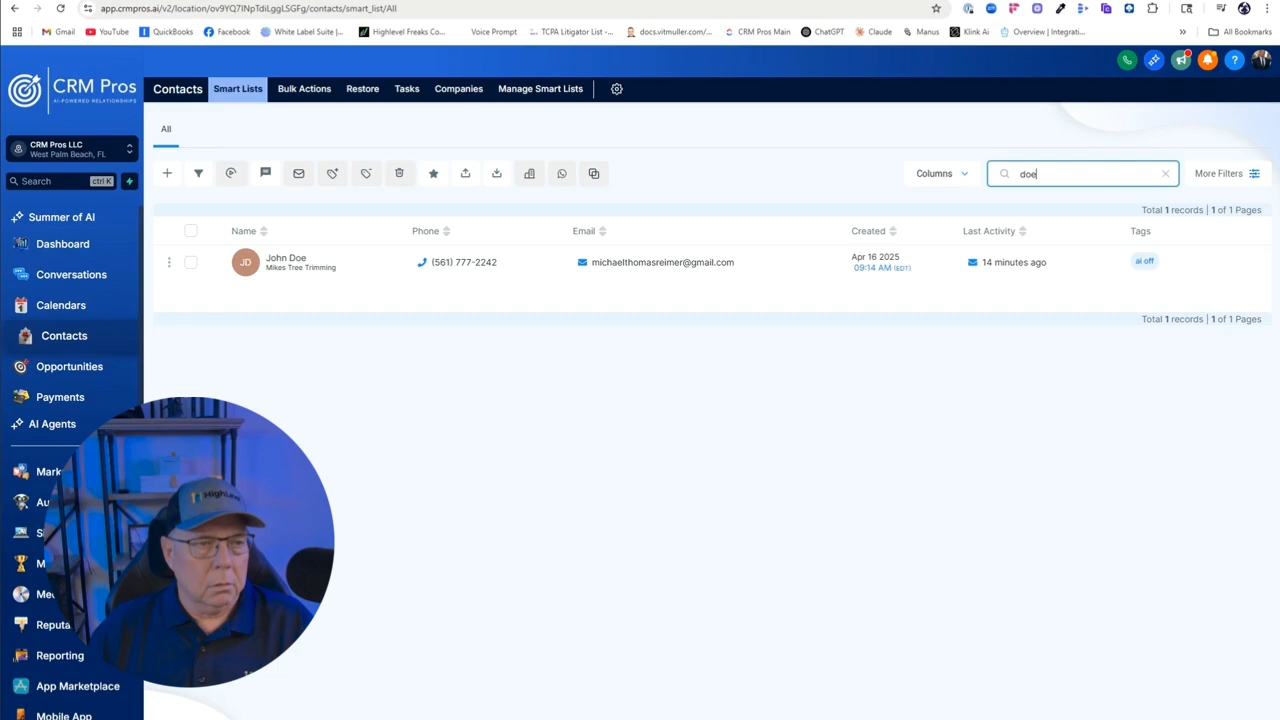 app.crmpros.ai/v2/location/ov9YQ7INpTdiLggLSGFg/contacts/smart_list/All
Gmail YouTube QuickBooks Facebook White Label Suite |... Highlevel Freaks Co... Voice Prompt TCPA Litigator List -... docs.vitmuller.com/... CRM Pros Main ChatGPT Claude Manus Klink Ai Overview | Integrati... All Bookmarks
CRM Pros
AI-POWERED RELATIONSHIPS
Contacts Smart Lists Bulk Actions Restore Tasks Companies Manage Smart Lists
CRM Pros LLC
West Palm Beach, FL
Search ctrl K
Summer of AI
Dashboard
Conversations
Calendars
Contacts
Opportunities
Payments
AI Agents
Mark
Au
S
M
Me
Reputa
Reporting
App Marketplace
Mobile App
All
Columns doe More Filters
Total 1 records | 1 of 1 Pages
Name Phone Email Created Last Activity Tags
JD John Doe (561) 777-2242 michaelthomasreimer@gmail.com Apr 16 2025 14 minutes ago ai off
Mikes Tree Trimming 09:14 AM (EDT)
Total 1 records | 1 of 1 Pages
HighLevel